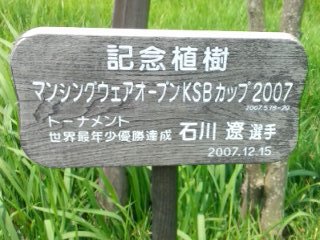 記念植樹
マンシングウェアオープンKSBカップ2007
2007.5.18~20
トーナメント
世界最年少優勝達成 石川 遼 選手
2007.12.15